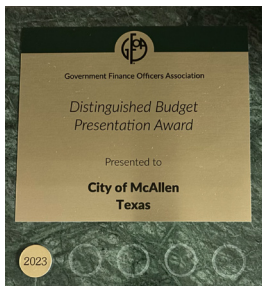 GFOA
Government Finance Officers Association
Distinguished Budget
Presentation Award
Presented to
City of McAllen
Texas
2023